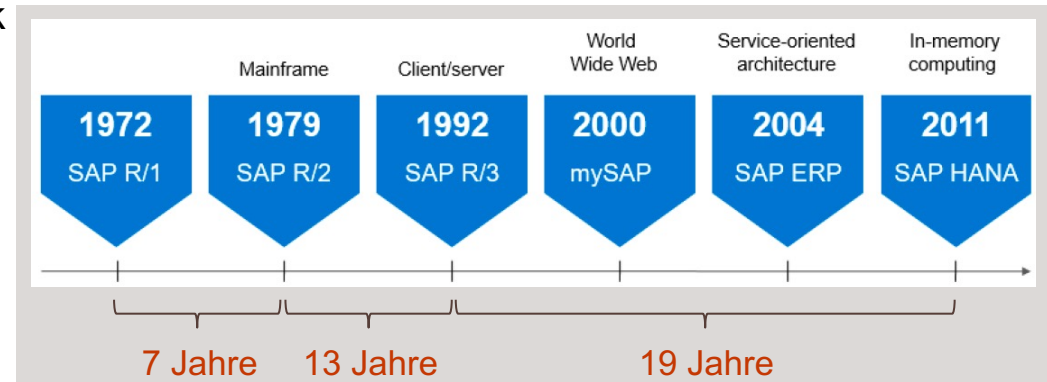 K
Mainframe
Client/server
World
Wide Web
Service-oriented
architecture
In-memory
computing
1972
SAP R/1
1979
SAP R/2
1992
SAP R/3
2000
mySAP
2004
SAP ERP
2011
SAP HANA
7 Jahre
13 Jahre
19 Jahre